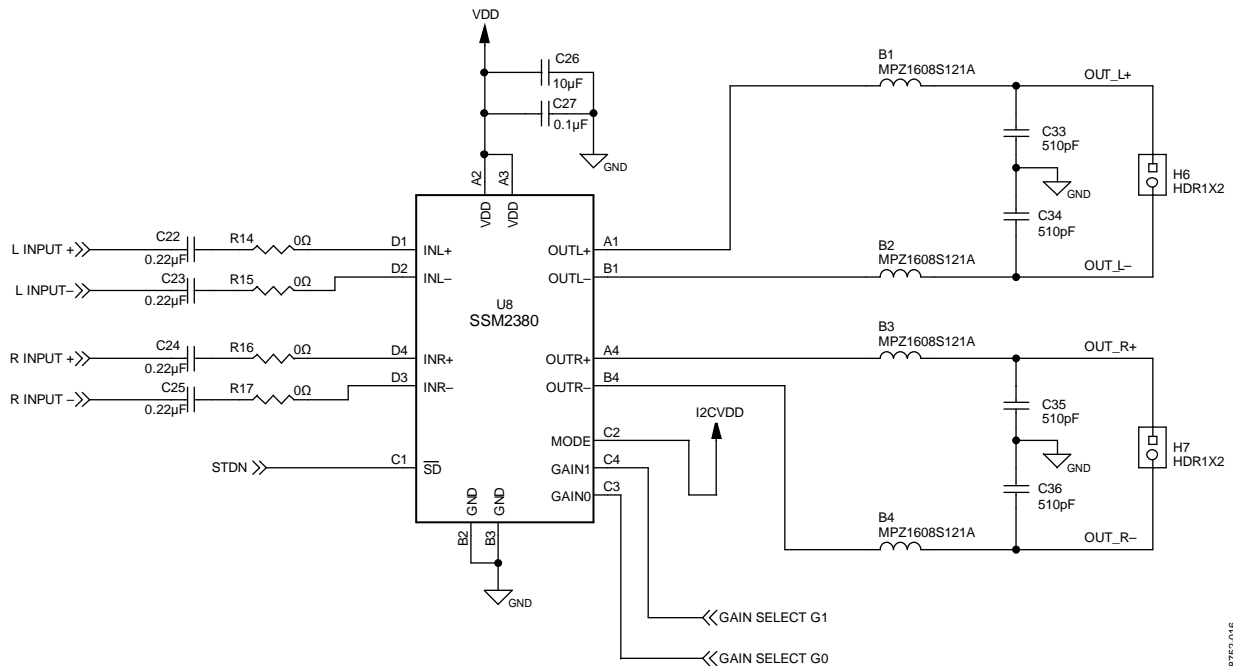 VDD
C26
10µF
C27
0.1µF
GND
A2
A3
VDD
VDD
B1
MPZ1608S121A
OUT_L+
C33
510pF
GND
C34
510pF
H6
HDR1X2
B2
MPZ1608S121A
OUT_L–
L INPUT +
C22
0.22µF
R14
0Ω
D1
INL+
L INPUT–
C23
0.22µF
R15
0Ω
D2
INL–
OUTL+
A1
OUTL–
B1
U8
SSM2380
R INPUT +
C24
0.22µF
R16
0Ω
D4
INR+
R INPUT –
C25
0.22µF
R17
0Ω
D3
INR–
OUTR+
A4
OUTR–
B4
B3
MPZ1608S121A
OUT_R+
C35
510pF
GND
C36
510pF
H7
HDR1X2
B4
MPZ1608S121A
OUT_R–
I2CVDD
MODE
C2
GAIN1
C4
GAIN0
C3
STDN
C1
SD
GND
GND
B2
B3
GND
GAIN SELECT G1
GAIN SELECT G0